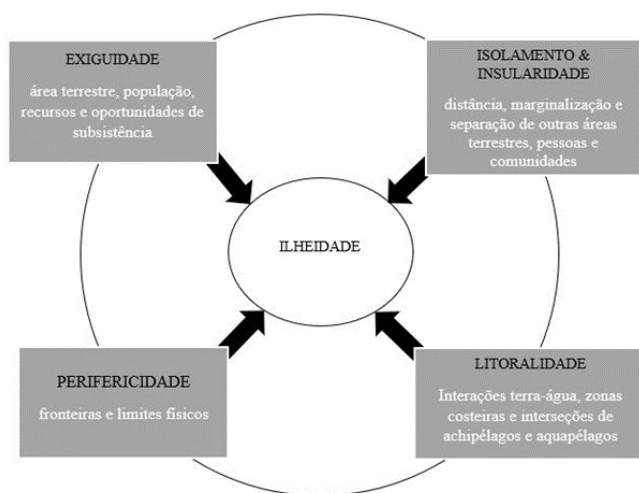 EXIGUIDADE
área terrestre, população,
recursos e oportunidades de
subsistência
ISOLAMENTO &
INSULARIDADE
distância, marginalização e
separação de outras áreas
terrestres, pessoas e
comunidades
ILHEIDADE
PERIFERICIDADE
fronteiras e limites físicos
LITORALIDADE
Interações terra-água, zonas
costeiras e interseções de
achipélagos e aquapélagos